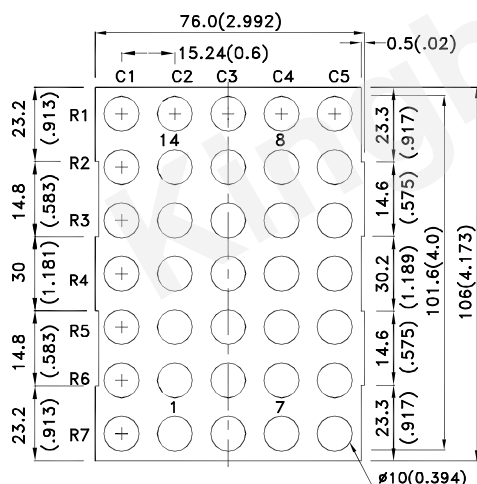 76.0(2.992)
15.24(0.6)
0.5(.02)
C1 C2 C3 C4 C5
R1
R2
R3
R4
R5
R6
R7
14 8
1 7
23.2
(.913)
14.8
(.583)
30
(1.181)
14.8
(.583)
23.2
(.913)
23.3
(.917)
14.6
(.575)
30.2
(1.189)
14.6
(.575)
23.3
(.917)
101.6(4.0)
106(4.173)
ø10(0.394)
Kingb